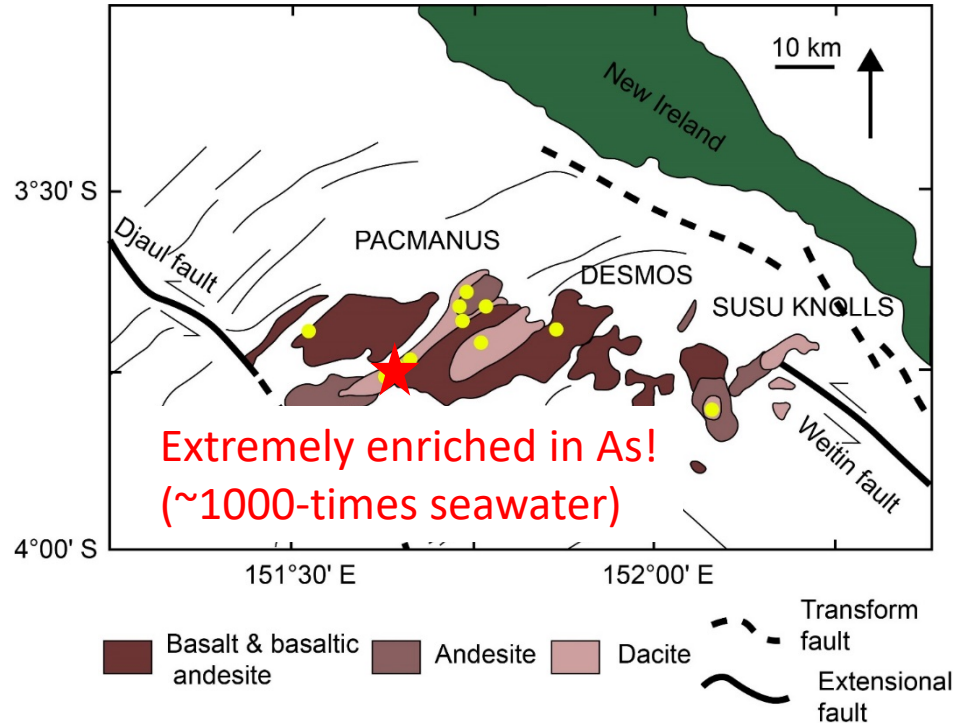 10 km
New Ireland
3°30' S
Djaul fault
PACMANUS
DESMOS
SUSU KNOLLS
Weitin fault
Extremely enriched in As!
(~1000-times seawater)
4°00' S
151°30' E
152°00' E
Basalt & basaltic
andesite
Andesite
Dacite
Transform
fault
Extensional
fault